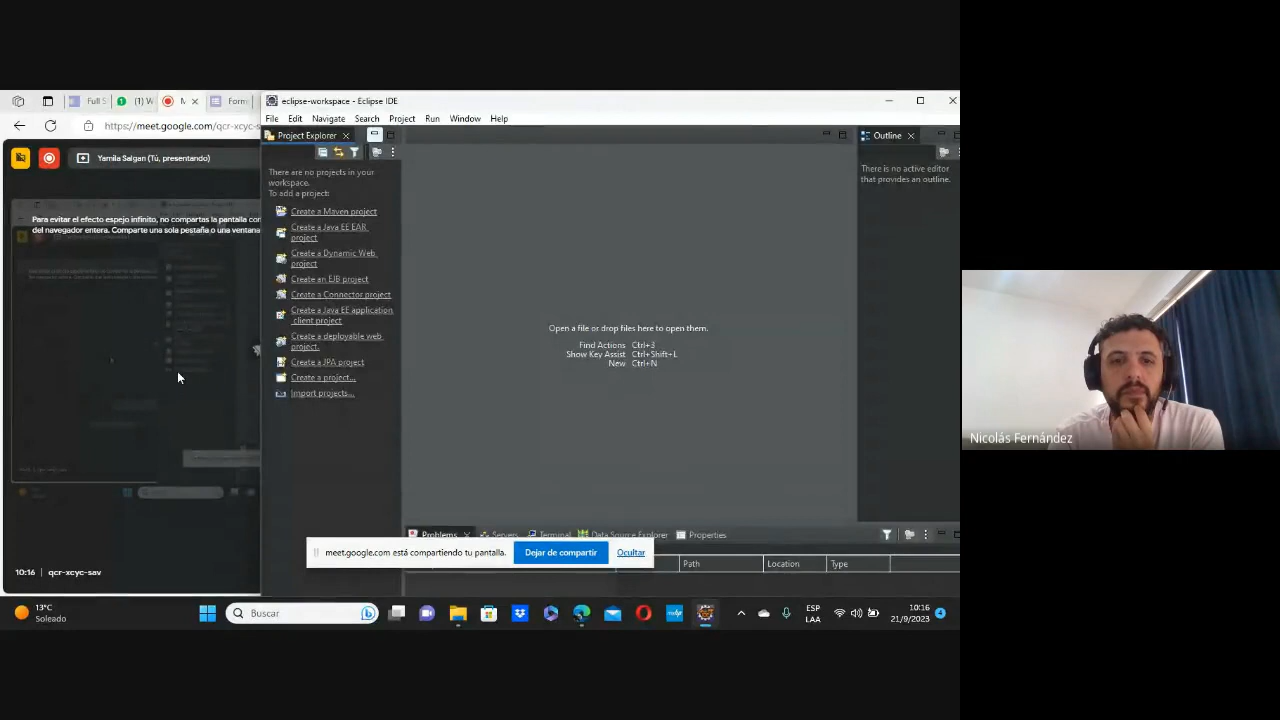 Full S
(1) W
M
Form
https://meet.google.com/qcr-xcyc-s
Yamila Salgan (Tú, presentando)
Para evitar el efecto espejo infinito, no compartas la pantalla
del navegador entera. Comparte una sola pestaña o una ventana
10:16 | qcr-xcyc-sav
eclipse-workspace - Eclipse IDE
File Edit Navigate Search Project Run Window Help
Project Explorer
There are no projects in your
workspace.
To add a project:
Create a Maven project
Create a Java EE EAR
project
Create a Dynamic Web
project
Create an EJB project
Create a Connector project
Create a Java EE application
client project
Create a deployable web
project.
Create a JPA project
Create a project...
Import projects...
Open a file or drop files here to open them.
Find Actions Ctrl+3
Show Key Assist Ctrl+Shift+L
New Ctrl+N
Outline
There is no active editor
that provides an outline.
Problems Servers Terminal Data Source Explorer Properties
Path Location Type
meet.google.com está compartiendo tu pantalla. Dejar de compartir Ocultar
13°C
Soleado
Buscar
ESP
LAA
10:16
21/9/2023
4
Nicolás Fernández